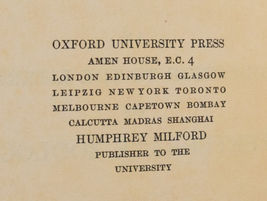 OXFORD UNIVERSITY PRESS
AMEN HOUSE, E.C. 4
LONDON EDINBURGH GLASGOW
LEIPZIG NEW YORK TORONTO
MELBOURNE CAPETOWN BOMBAY
CALCUTTA MADRAS SHANGHAI
HUMPHREY MILFORD
PUBLISHER TO THE
UNIVERSITY